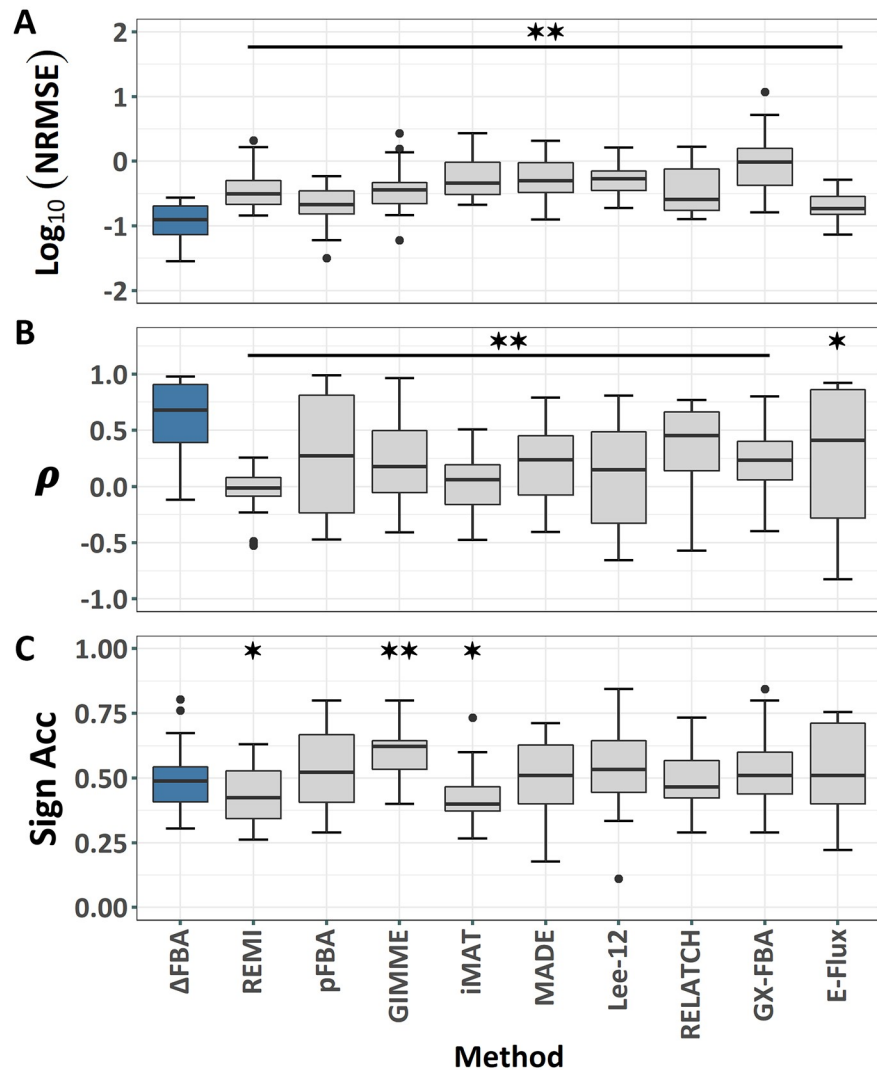 A
★★
2
1
0
-1
-2
Log10 (NRMSE)
B
★★
★
1.0
0.5
0.0
-0.5
-1.0
ρ
C
★
★★
★
1.00
0.75
0.50
0.25
0.00
Sign Acc
ΔFBA
REMI
pFBA
GIMME
iMAT
MADE
Lee-12
RELATCH
GX-FBA
E-Flux
Method